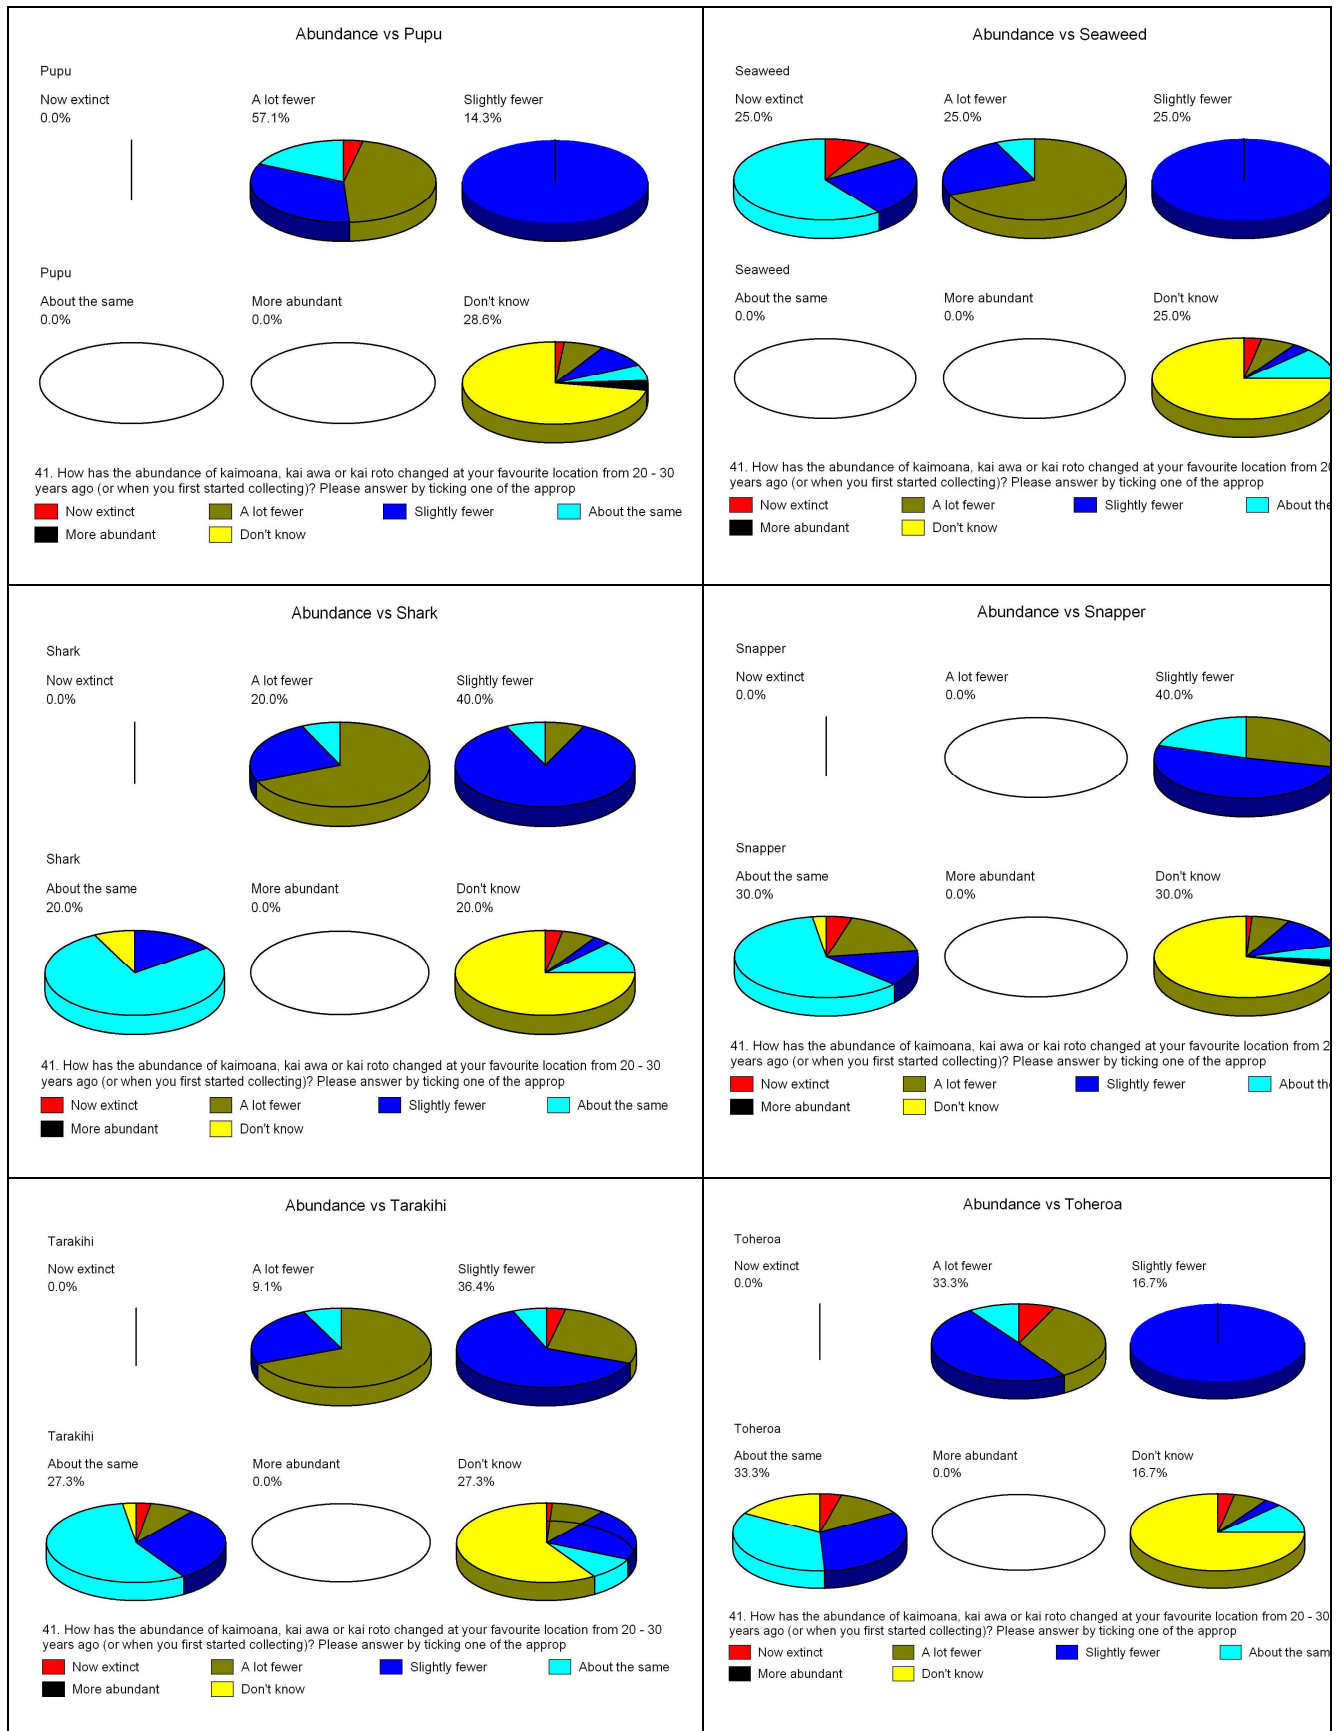 Abundance vs Pupu
Pupu
Now extinct
0.0%
A lot fewer
57.1%
Slightly fewer
14.3%
Pupu
About the same
0.0%
More abundant
0.0%
Don't know
28.6%
41. How has the abundance of kaimoana, kai awa or kai roto changed at your favourite location from 20 - 30
years ago (or when you first started collecting)? Please answer by ticking one of the approp
Now extinct
A lot fewer
Slightly fewer
About the same
More abundant
Don't know
Abundance vs Seaweed
Seaweed
Now extinct
25.0%
A lot fewer
25.0%
Slightly fewer
25.0%
Seaweed
About the same
0.0%
More abundant
0.0%
Don't know
25.0%
41. How has the abundance of kaimoana, kai awa or kai roto changed at your favourite location from 2
years ago (or when you first started collecting)? Please answer by ticking one of the approp
Now extinct
A lot fewer
Slightly fewer
About the
More abundant
Don't know
Abundance vs Shark
Shark
Now extinct
0.0%
A lot fewer
20.0%
Slightly fewer
40.0%
Shark
About the same
20.0%
More abundant
0.0%
Don't know
20.0%
41. How has the abundance of kaimoana, kai awa or kai roto changed at your favourite location from 20 - 30
years ago (or when you first started collecting)? Please answer by ticking one of the approp
Now extinct
A lot fewer
Slightly fewer
About the same
More abundant
Don't know
Abundance vs Snapper
Snapper
Now extinct
0.0%
A lot fewer
0.0%
Slightly fewer
40.0%
Snapper
About the same
30.0%
More abundant
0.0%
Don't know
30.0%
41. How has the abundance of kaimoana, kai awa or kai roto changed at your favourite location from 2
years ago (or when you first started collecting)? Please answer by ticking one of the approp
Now extinct
A lot fewer
Slightly fewer
About th
More abundant
Don't know
Abundance vs Tarakihi
Tarakihi
Now extinct
0.0%
A lot fewer
9.1%
Slightly fewer
36.4%
Tarakihi
About the same
27.3%
More abundant
0.0%
Don't know
27.3%
41. How has the abundance of kaimoana, kai awa or kai roto changed at your favourite location from 20 - 30
years ago (or when you first started collecting)? Please answer by ticking one of the approp
Now extinct
A lot fewer
Slightly fewer
About the same
More abundant
Don't know
Abundance vs Toheroa
Toheroa
Now extinct
0.0%
A lot fewer
33.3%
Slightly fewer
16.7%
Toheroa
About the same
33.3%
More abundant
0.0%
Don't know
16.7%
41. How has the abundance of kaimoana, kai awa or kai roto changed at your favourite location from 20 - 30
years ago (or when you first started collecting)? Please answer by ticking one of the approp
Now extinct
A lot fewer
Slightly fewer
About the sam
More abundant
Don't know